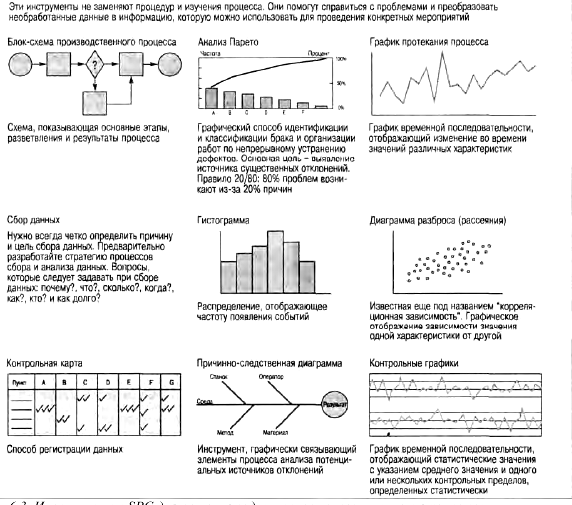 Эти инструменты не заменяют процедур и изучения процесса. Они помогут справиться с проблемами и преобразовать
необработанные данные в информацию, которую можно использовать для проведения конкретных мероприятий
Блок-схема производственного процесса
?
Схема, показывающая основные этапы,
разветвления и результаты процесса
Анализ Парето
Частота Процент
100%
50%
0%
A B C D E F G
Графический способ идентификации
и классификации брака и организации
работ по непрерывному устранению
дефектов. Основная цель – выявление
источника существенных отклонений.
Правило 20/80: 80% проблем возни-
кают из-за 20% причин
График протекания процесса
График временной последовательности,
отображающий изменение во времени
значений различных характеристик
Сбор данных
Нужно всегда четко определить причину
и цель сбора данных. Предварительно
разработайте стратегию процессов
сбора и анализа данных. Вопросы,
которые следует задавать при сборе
данных: почему?, что?, сколько?, когда?,
как?, кто? и как долго?
Гистограмма
Распределение, отображающее
частоту появления событий
Диаграмма разброса (рассеяния)
Известная еще под названием "корреля-
ционная зависимость". Графическое
отображение зависимости значения
одной характеристики от другой
Контрольная карта
Пункт A B C D E F G
Способ регистрации данных
Причинно-следственная диаграмма
Станок Оператор
Среда Результат
Метод Материал
Инструмент, графически связывающий
элементы процесса анализа потенци-
альных источников отклонений
Контрольные графики
График временной последовательности,
отображающий статистические значения
с указанием среднего значения и одного
или нескольких контрольных пределов,
определенных статистически
SPC